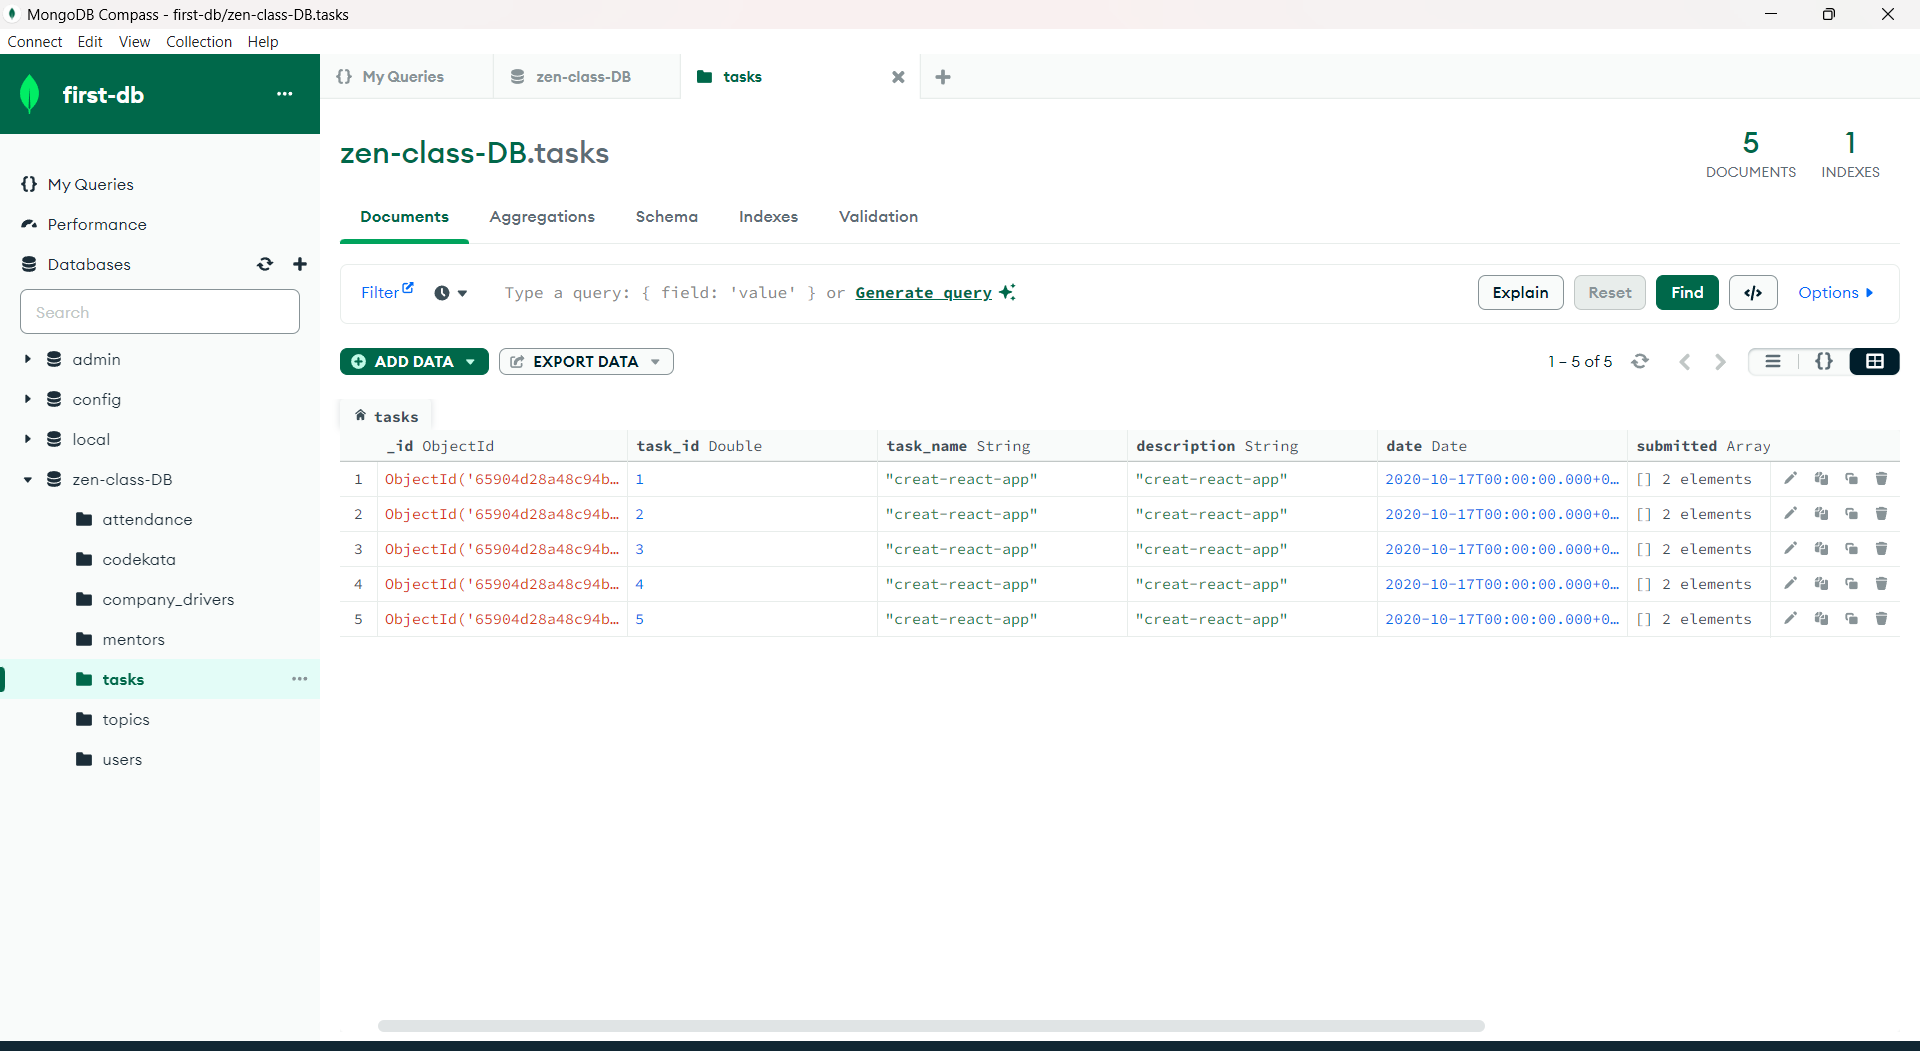 MongoDB Compass - first-db/zen-class-DB.tasks
Connect Edit View Collection Help
first-db
My Queries
Performance
Databases
Search
admin
config
local
zen-class-DB
attendance
codekata
company_drivers
mentors
tasks
topics
users
{} My Queries zen-class-DB tasks
zen-class-DB.tasks
5 DOCUMENTS
1 INDEXES
Documents Aggregations Schema Indexes Validation
Filter Type a query: { field: 'value' } or Generate query Explain Reset Find </> Options
ADD DATA EXPORT DATA 1 – 5 of 5 {}
tasks
_id ObjectId task_id Double task_name String description String date Date submitted Array
1 ObjectId('65904d28a48c94b… 1 "creat-react-app" "creat-react-app" 2020-10-17T00:00:00.000+0… [] 2 elements
2 ObjectId('65904d28a48c94b… 2 "creat-react-app" "creat-react-app" 2020-10-17T00:00:00.000+0… [] 2 elements
3 ObjectId('65904d28a48c94b… 3 "creat-react-app" "creat-react-app" 2020-10-17T00:00:00.000+0… [] 2 elements
4 ObjectId('65904d28a48c94b… 4 "creat-react-app" "creat-react-app" 2020-10-17T00:00:00.000+0… [] 2 elements
5 ObjectId('65904d28a48c94b… 5 "creat-react-app" "creat-react-app" 2020-10-17T00:00:00.000+0… [] 2 elements